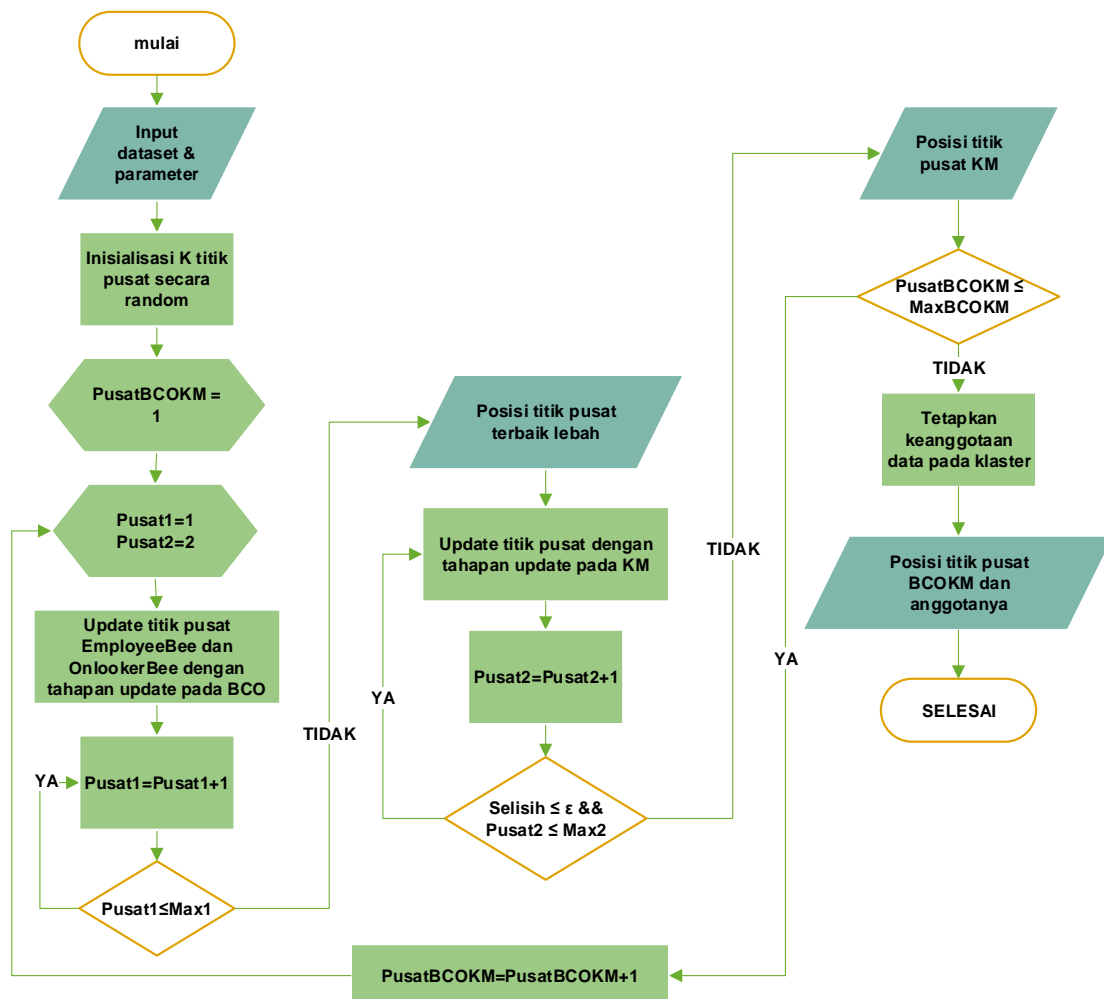 mulai
Input
dataset &
parameter
Inisialisasi K titik
pusat secara
random
PusatBCOKM =
1
Pusat1=1
Pusat2=2
Update titik pusat
EmployeeBee dan
OnlookerBee dengan
tahapan update pada BCO
YA
Pusat1=Pusat1+1
Pusat1≤Max1
TIDAK
Posisi titik pusat
terbaik lebah
Update titik pusat dengan
tahapan update pada KM
Pusat2=Pusat2+1
YA
Selisih ≤ ε &&
Pusat2 ≤ Max2
TIDAK
Posisi titik
pusat KM
PusatBCOKM ≤
MaxBCOKM
TIDAK
YA
Tetapkan
keanggotaan
data pada klaster
Posisi titik pusat
BCOKM dan
anggotanya
SELESAI
PusatBCOKM=PusatBCOKM+1